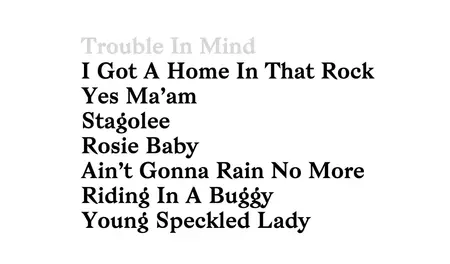 Trouble In Mind
I Got A Home In That Rock
Yes Ma’am
Stagolee
Rosie Baby
Ain’t Gonna Rain No More
Riding In A Buggy
Young Speckled Lady